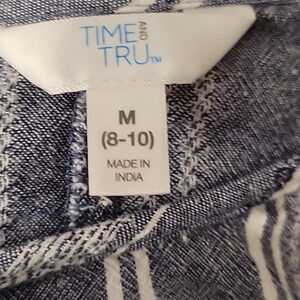 TIME AND
TRU™
M
(8-10)
MADE IN
INDIA